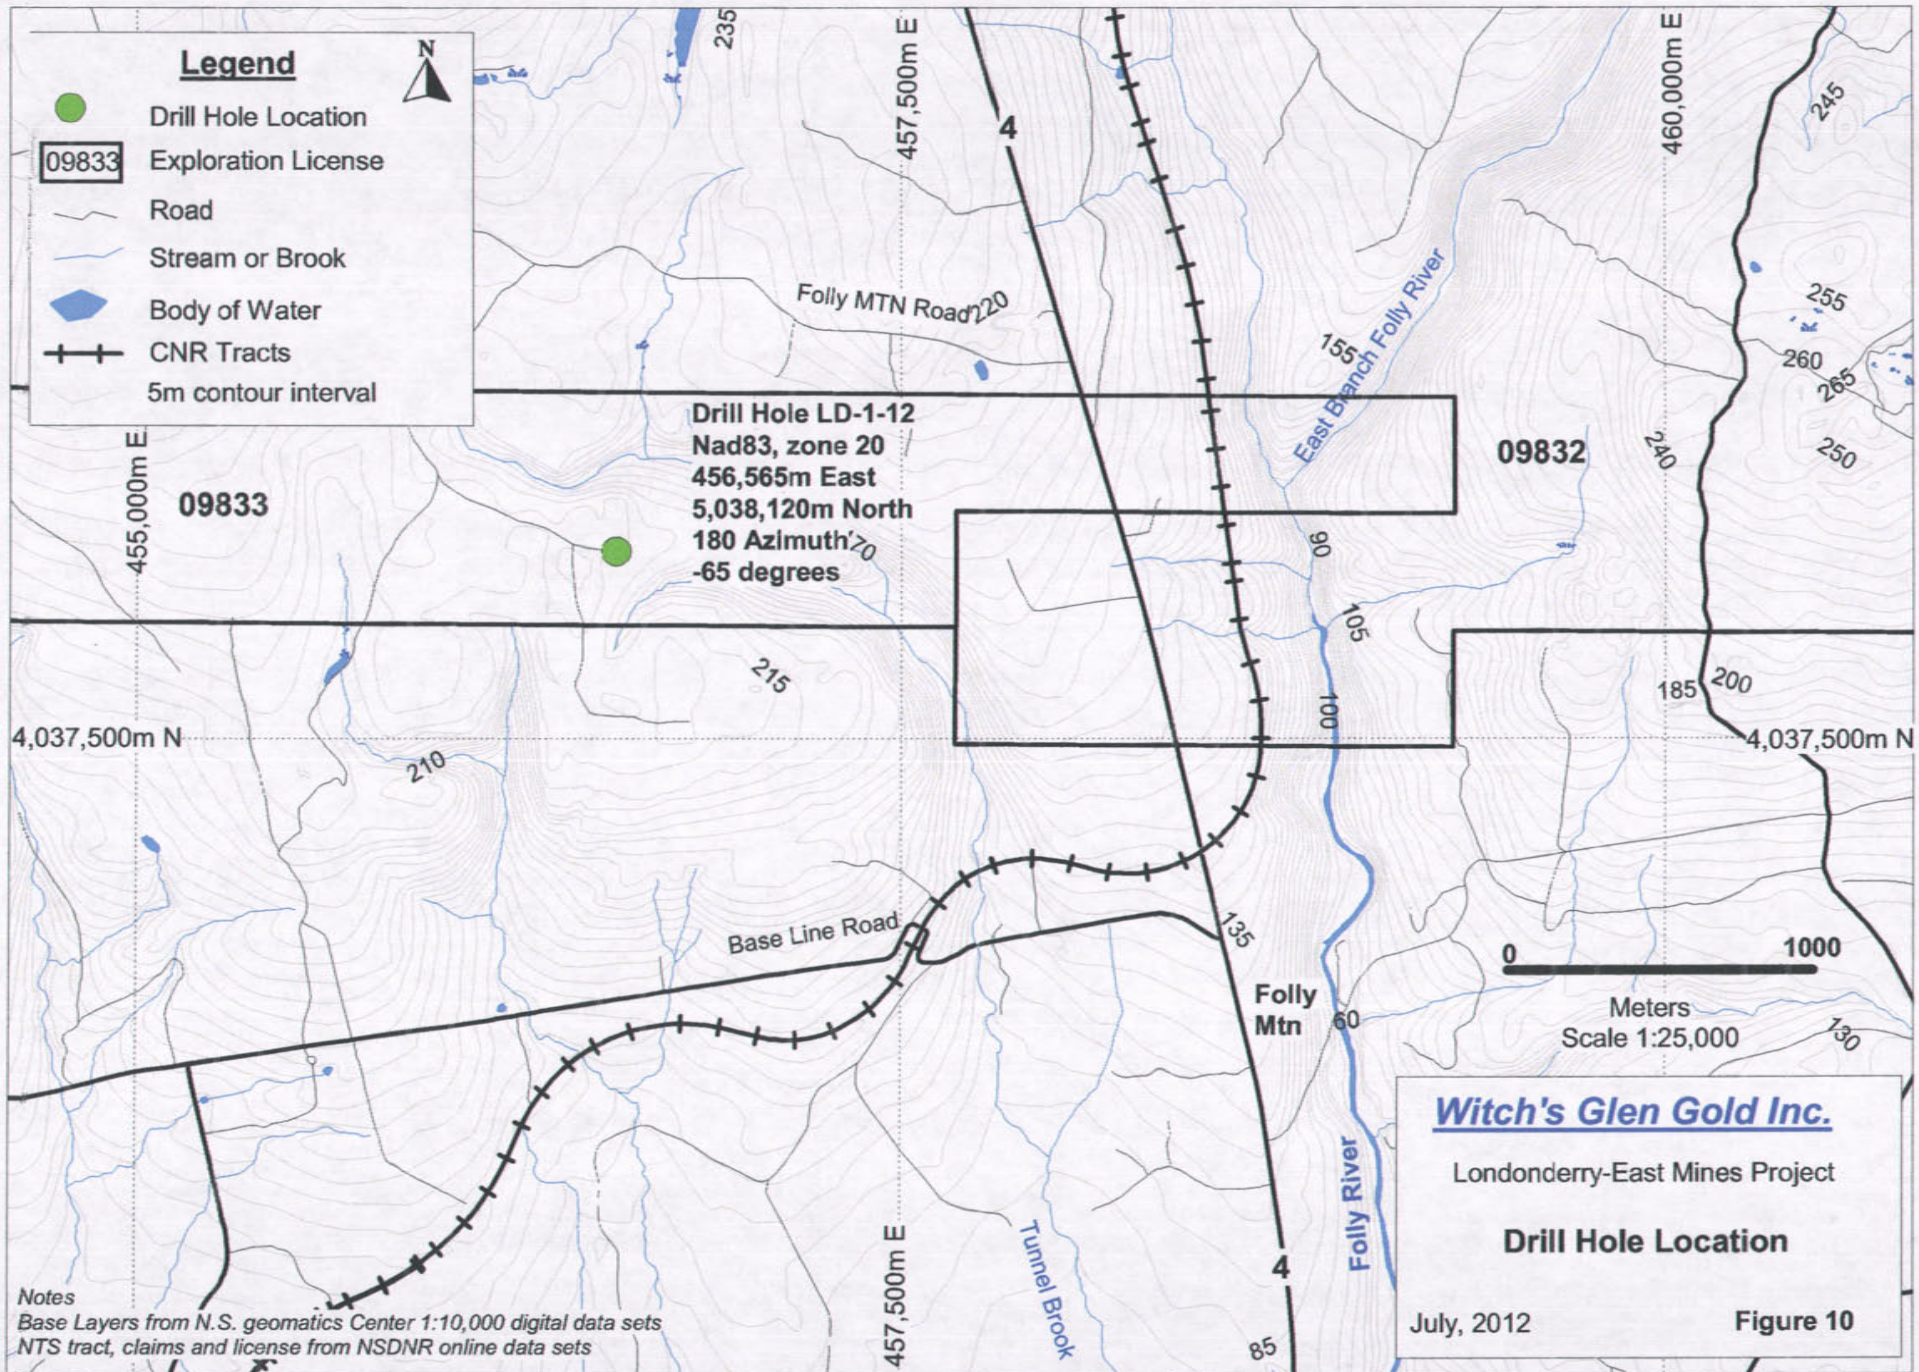 Legend
N
Drill Hole Location
09833
Exploration License
Road
Stream or Brook
Body of Water
CNR Tracts
5m contour interval
235
457,500m E
460,000m E
245
4
Folly MTN Road
220
155
East Branch Folly River
255
260
265
250
240
Drill Hole LD-1-12
Nad83, zone 20
456,565m East
5,038,120m North
180 Azimuth
-65 degrees
455,000m E
09833
09832
90
105
215
100
185
200
4,037,500m N
4,037,500m N
210
Base Line Road
135
0
1000
Meters
Scale 1:25,000
Folly
Mtn
60
130
Witch's Glen Gold Inc.
Londonderry-East Mines Project
Drill Hole Location
July, 2012
Figure 10
Folly River
Tunnel Brook
457,500m E
4
85
Notes
Base Layers from N.S. geomatics Center 1:10,000 digital data sets
NTS tract, claims and license from NSDNR online data sets